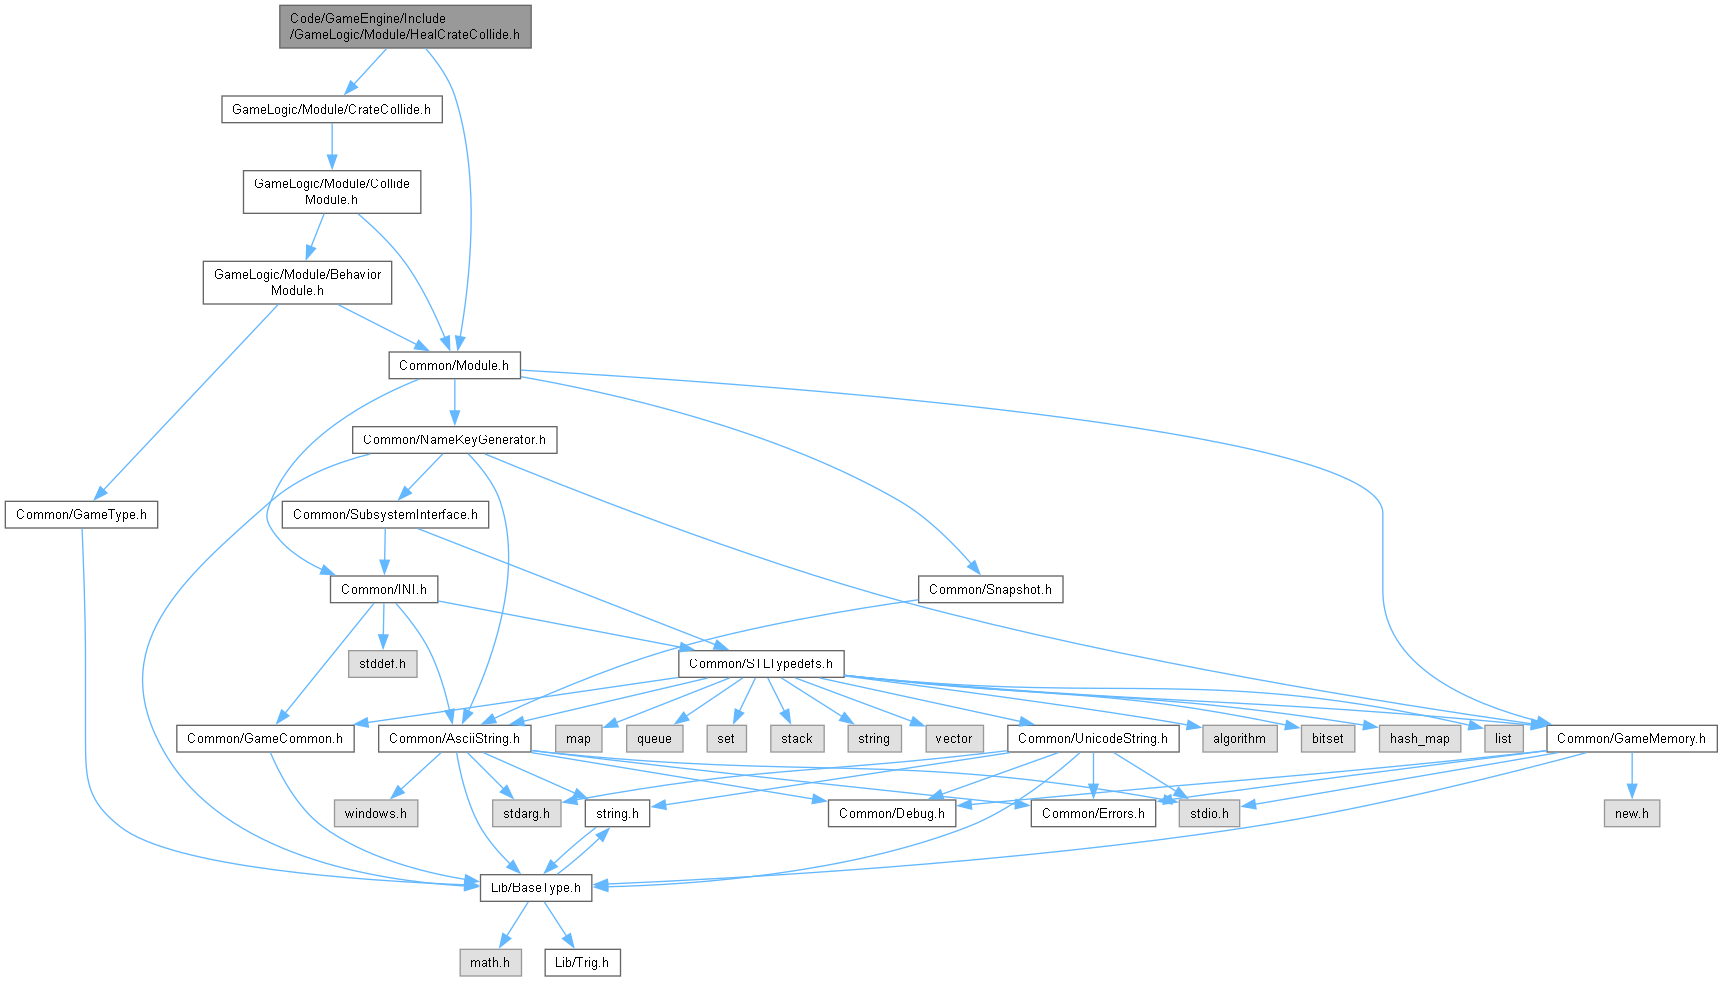 Code/GameEngine/Include
/GameLogic/Module/HealCrateCollide.h
GameLogic/Module/CrateCollide.h
GameLogic/Module/Collide
Module.h
GameLogic/Module/Behavior
Module.h
Common/Module.h
Common/NameKeyGenerator.h
Common/GameType.h
Common/SubsystemInterface.h
Common/INI.h
Common/Snapshot.h
stddef.h
Common/STLTypedefs.h
Common/GameCommon.h
Common/AsciiString.h
map
queue
set
stack
string
vector
Common/UnicodeString.h
algorithm
bitset
hash_map
list
Common/GameMemory.h
windows.h
stdarg.h
string.h
Common/Debug.h
Common/Errors.h
stdio.h
new.h
Lib/BaseType.h
math.h
Lib/Trig.h